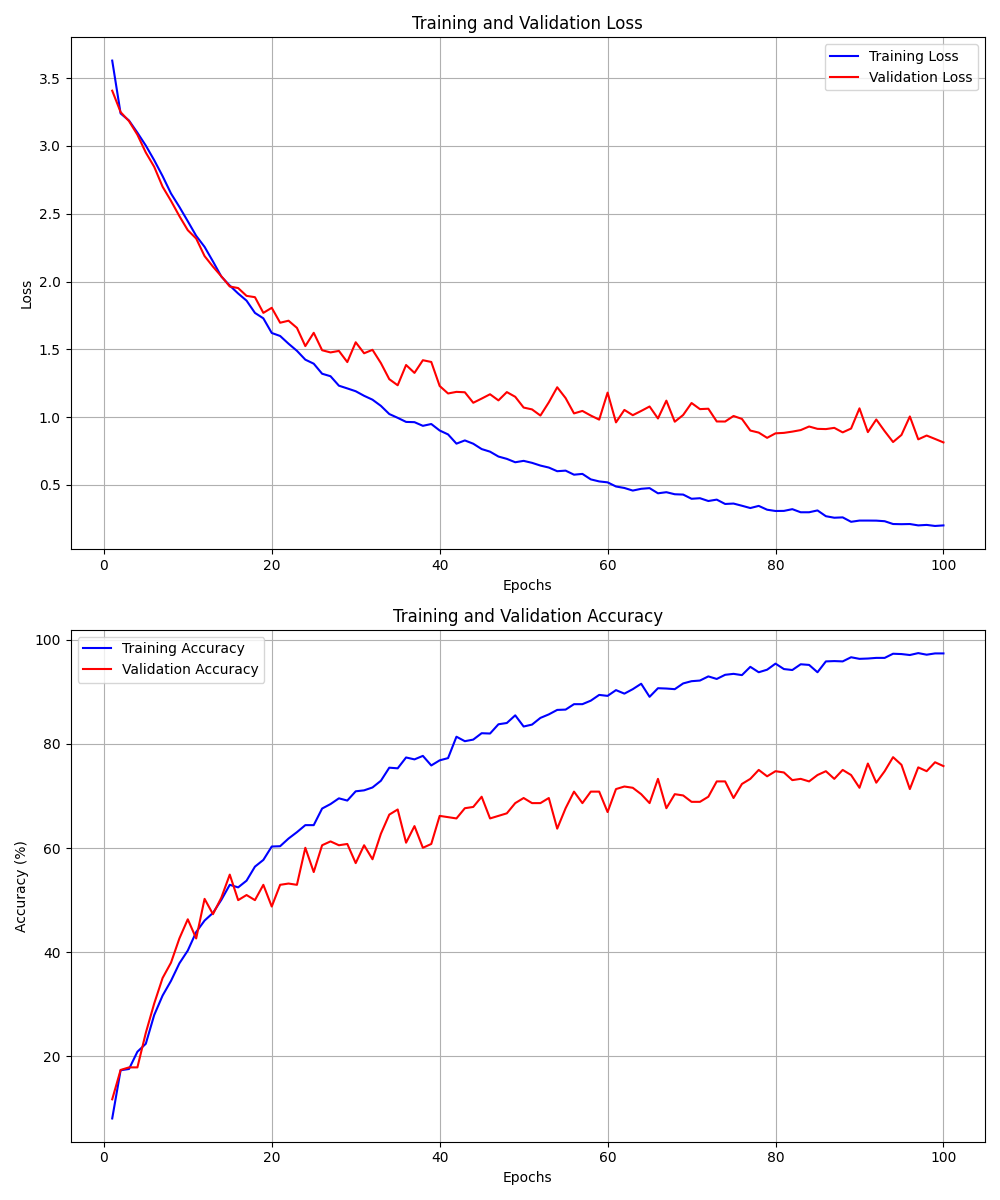 Training and Validation Loss
Training Loss
Validation Loss
3.5
3.0
2.5
2.0
1.5
1.0
0.5
Loss
0 20 40 60 80 100
Epochs
Training and Validation Accuracy
Training Accuracy
Validation Accuracy
100
80
60
40
20
Accuracy (%)
0 20 40 60 80 100
Epochs